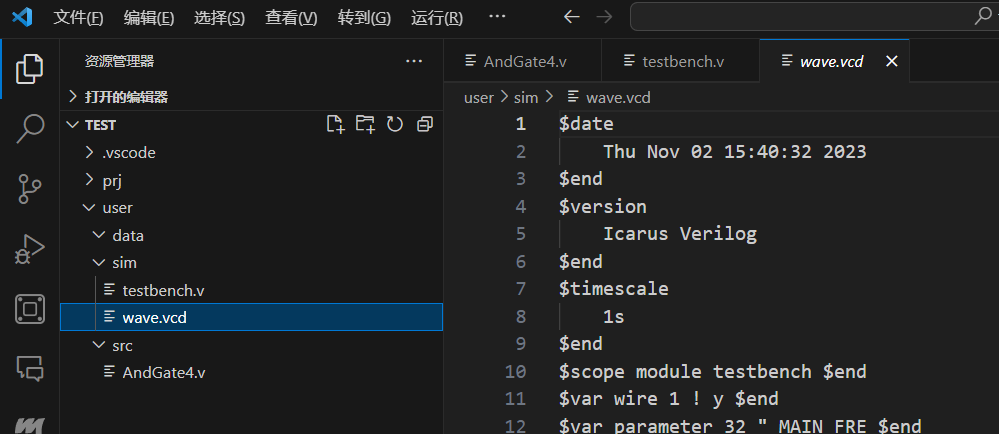 文件(F) 编辑(E) 选择(S) 查看(V) 转到(G) 运行(R) ···
资源管理器 ···
打开的编辑器
TEST
.vscode
prj
user
data
sim
testbench.v
wave.vcd
src
AndGate4.v
AndGate4.v testbench.v wave.vcd
user > sim > wave.vcd
1 $date
2 Thu Nov 02 15:40:32 2023
3 $end
4 $version
5 Icarus Verilog
6 $end
7 $timescale
8 1s
9 $end
10 $scope module testbench $end
11 $var wire 1 ! y $end
12 $var parameter 32 " MAIN_FRE $end